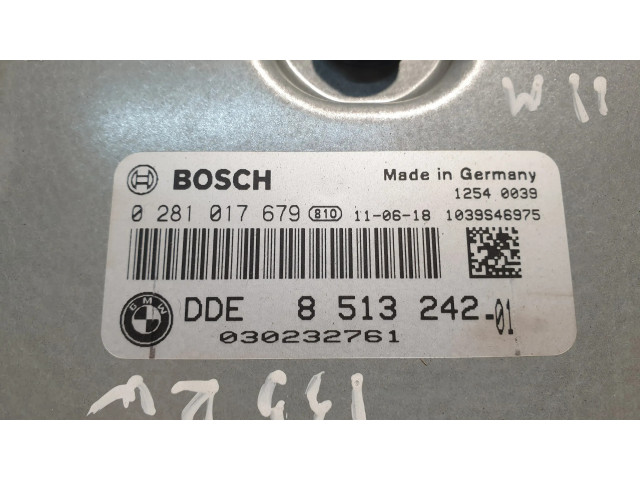 W11
BOSCH
Made in Germany
1254 0039
0 281 017 679 810 11-06-18 1039S46975
BMW DDE 8 513 242-01
030232761